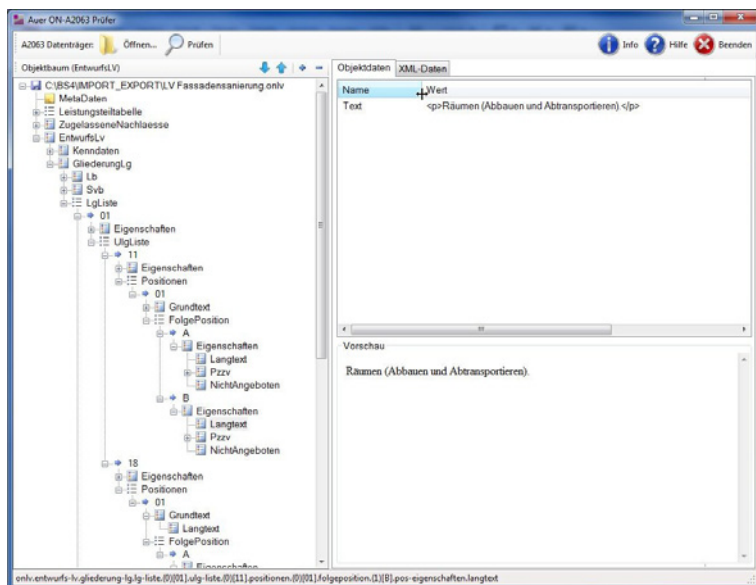 Auer ON-A2063 Prüfer
A2063 Datenträger: Öffnen... Prüfen Info Hilfe Beenden
Objektbaum (EntwurfsLV)
C:\BS4\IMPORT_EXPORT\LV Fassadensanierung.onlv
MetaDaten
Leistungsteiltabelle
ZugelasseneNachlaesse
EntwurfsLv
Kenndaten
GliederungLg
Lb
Svb
LgListe
01
Eigenschaften
UlgListe
11
Eigenschaften
Positionen
01
Grundtext
FolgePosition
A
Eigenschaften
Langtext
Pzzv
NichtAngeboten
B
Eigenschaften
Langtext
Pzzv
NichtAngeboten
18
Eigenschaften
Positionen
01
Grundtext
Langtext
FolgePosition
A
Eigenschaften
Objektdaten XML-Daten
Name Wert
Text <p>Räumen (Abbauen und Abtransportieren).</p>
Vorschau
Räumen (Abbauen und Abtransportieren).
onlv.entwurfs-lv.gliederung-lg.lg-liste.(0)[01].ulg-liste.(0)[11].positionen.(0)[01].folgeposition.(1)[B].pos-eigenschaften.langtext